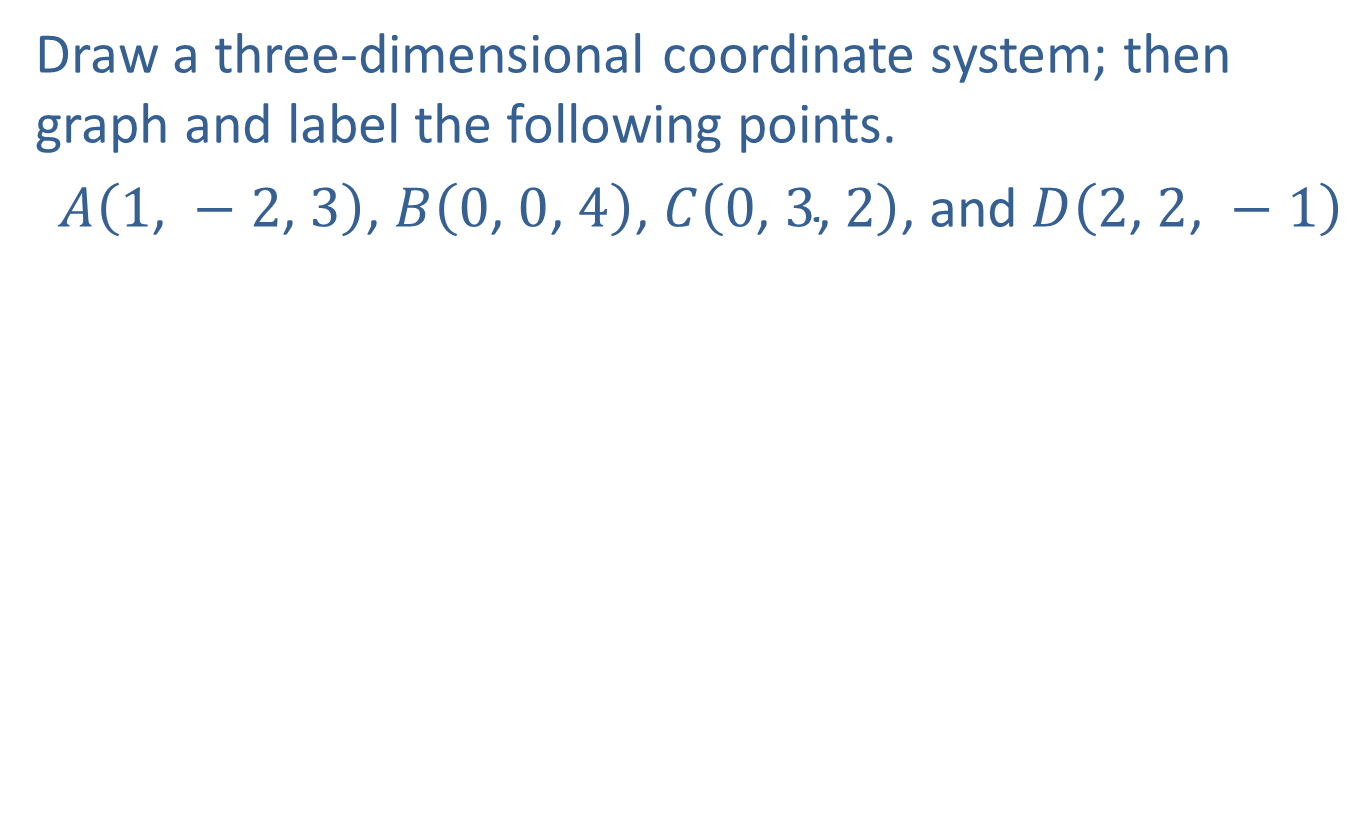 Draw a three-dimensional coordinate system; then
graph and label the following points.
A(1, − 2, 3), B(0, 0, 4), C(0, 3, 2), and D(2, 2, − 1)